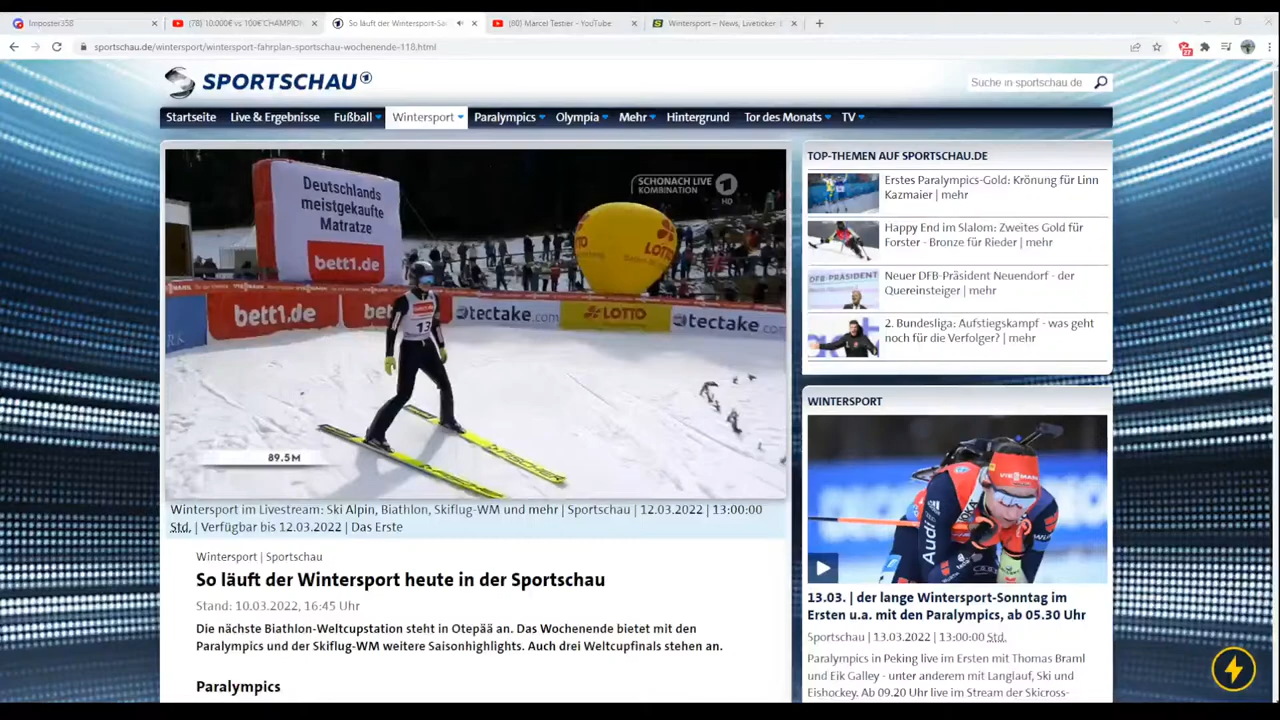 Imposter358
(78) 10.000€ vs 100€ CHAMPION
So läuft der Wintersport-Sa
(80) Marcel Testier - YouTube
Wintersport – News, Liveticker
sportschau.de/wintersport/wintersport-fahrplan-sportschau-wochenende-118.html
22
SPORTSCHAU
Suche in sportschau.de
Startseite
Live & Ergebnisse
Fußball
Wintersport
Paralympics
Olympia
Mehr
Hintergrund
Tor des Monats
TV
SCHONACH LIVE
KOMBINATION
HD
Deutschlands
meistgekaufte
Matratze
bett1.de
LOTTO
bett1.de
bett1.de
tectake.com
LOTTO
tectake.com
13
FISCHER
89.5 M
Wintersport im Livestream: Ski Alpin, Biathlon, Skiflug-WM und mehr | Sportschau | 12.03.2022 | 13:00:00
Std. | Verfügbar bis 12.03.2022 | Das Erste
Wintersport | Sportschau
So läuft der Wintersport heute in der Sportschau
Stand: 10.03.2022, 16:45 Uhr
Die nächste Biathlon-Weltcupstation steht in Otepää an. Das Wochenende bietet mit den
Paralympics und der Skiflug-WM weitere Saisonhighlights. Auch drei Weltcupfinals stehen an.
Paralympics
TOP-THEMEN AUF SPORTSCHAU.DE
Erstes Paralympics-Gold: Krönung für Linn
Kazmaier | mehr
Happy End im Slalom: Zweites Gold für
Forster - Bronze für Rieder | mehr
DFB-PRÄSIDENT
Neuer DFB-Präsident Neuendorf - der
Quereinsteiger | mehr
2. Bundesliga: Aufstiegskampf - was geht
noch für die Verfolger? | mehr
WINTERSPORT
VIESSMANN
Audi
13.03. | der lange Wintersport-Sonntag im
Ersten u.a. mit den Paralympics, ab 05.30 Uhr
Sportschau | 13.03.2022 | 13:00:00 Std.
Paralympics in Peking live im Ersten mit Thomas Braml
und Eik Galley - unter anderem mit Langlauf, Ski und
Eishockey. Ab 09.20 Uhr live im Stream der Skicross-